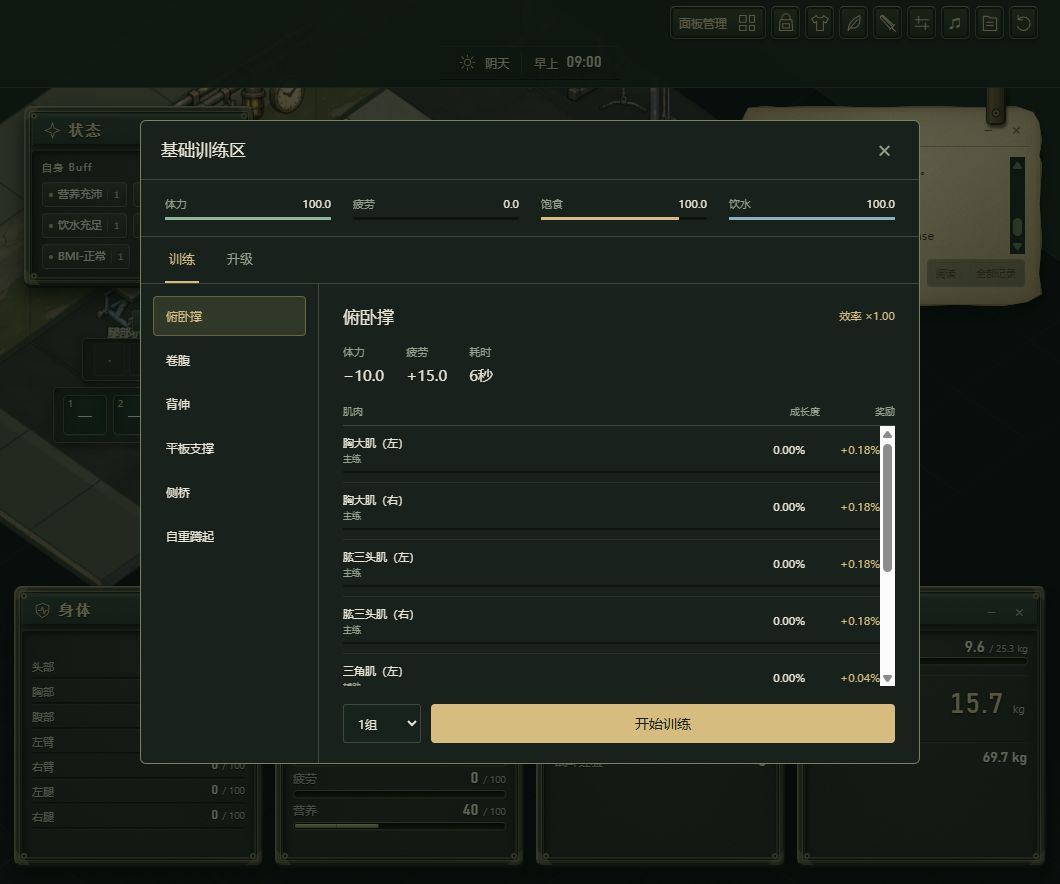 面板管理
阴天 早上 09:00
状态
自身 Buff
营养充沛 1
饮水充足 1
BMI-正常 1
基础训练区
体力 100.0 疲劳 0.0 饱食 100.0 饮水 100.0
训练 升级
俯卧撑
卷腹
背伸
平板支撑
侧桥
自重蹲起
俯卧撑 效率 ×1.00
体力 疲劳 耗时
−10.0 +15.0 6秒
肌肉 成长度 奖励
胸大肌（左）
主练
0.00% +0.18%
胸大肌（右）
主练
0.00% +0.18%
肱三头肌（左）
主练
0.00% +0.18%
肱三头肌（右）
主练
0.00% +0.18%
三角肌（左）
0.00% +0.04%
1组 开始训练
阅读 全部记录
腿部
1 2
身体
头部
胸部
腹部
左臂
右臂 0 / 100
左腿 0 / 100
右腿 0 / 100
疲劳 0 / 100
营养 40 / 100
9.6 / 25.3 kg
15.7 kg
69.7 kg